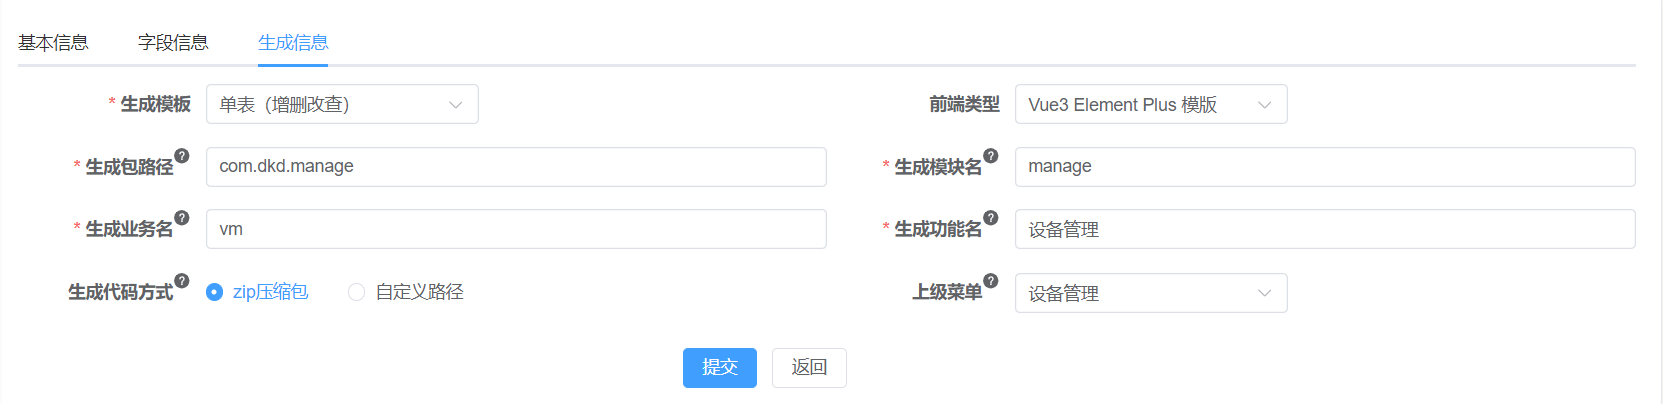 基本信息 字段信息 生成信息
* 生成模板 单表（增删改查） 前端类型 Vue3 Element Plus 模版
* 生成包路径 ? com.dkd.manage * 生成模块名 ? manage
* 生成业务名 ? vm * 生成功能名 ? 设备管理
生成代码方式 ? zip压缩包 自定义路径 上级菜单 ? 设备管理
提交 返回